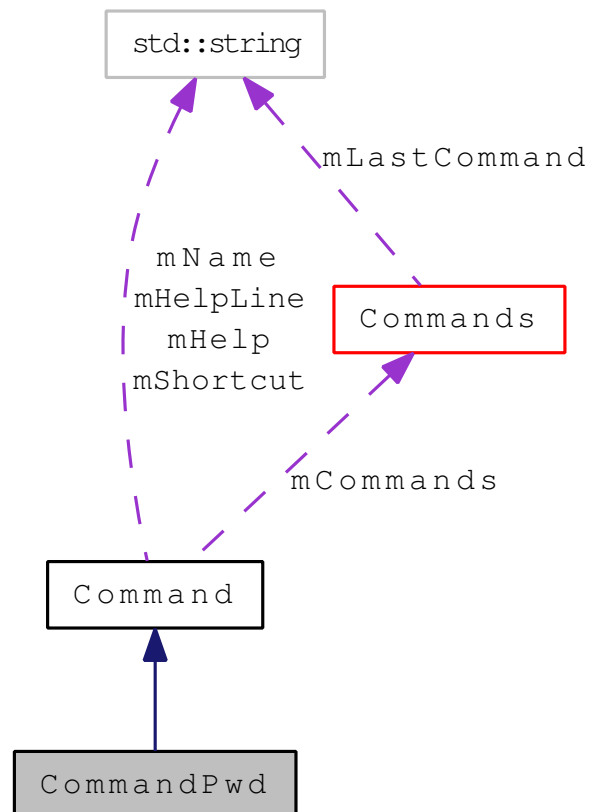 std::string
mLastCommand
mName
mHelpLine
mHelp
mShortcut
Commands
mCommands
Command
CommandPwd